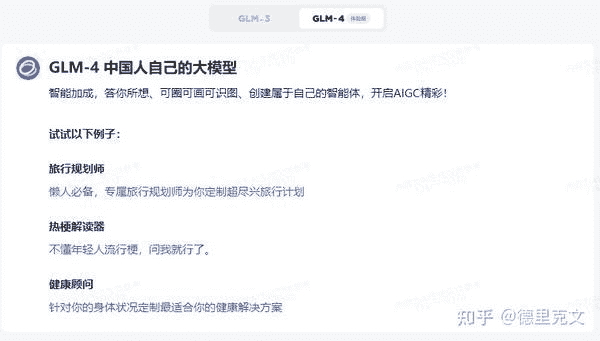 GLM-3
GLM-4 体验版
GLM-4 中国人自己的大模型
智能加成，答你所想、可圈可画可识图、创建属于自己的智能体，开启AIGC精彩！
试试以下例子：
旅行规划师
懒人必备，专属旅行规划师为你定制超尽兴旅行计划
热梗解读器
不懂年轻人流行梗，问我就行了。
健康顾问
针对你的身体状况定制最适合你的健康解决方案
知乎 @德里克文